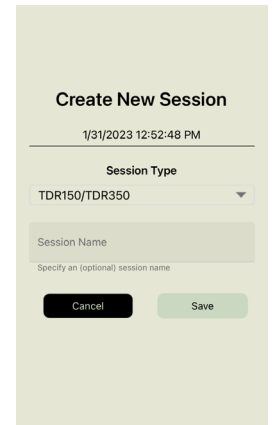 Create New Session
1/31/2023 12:52:48 PM
Session Type
TDR150/TDR350
Session Name
Specify an (optional) session name
Cancel
Save